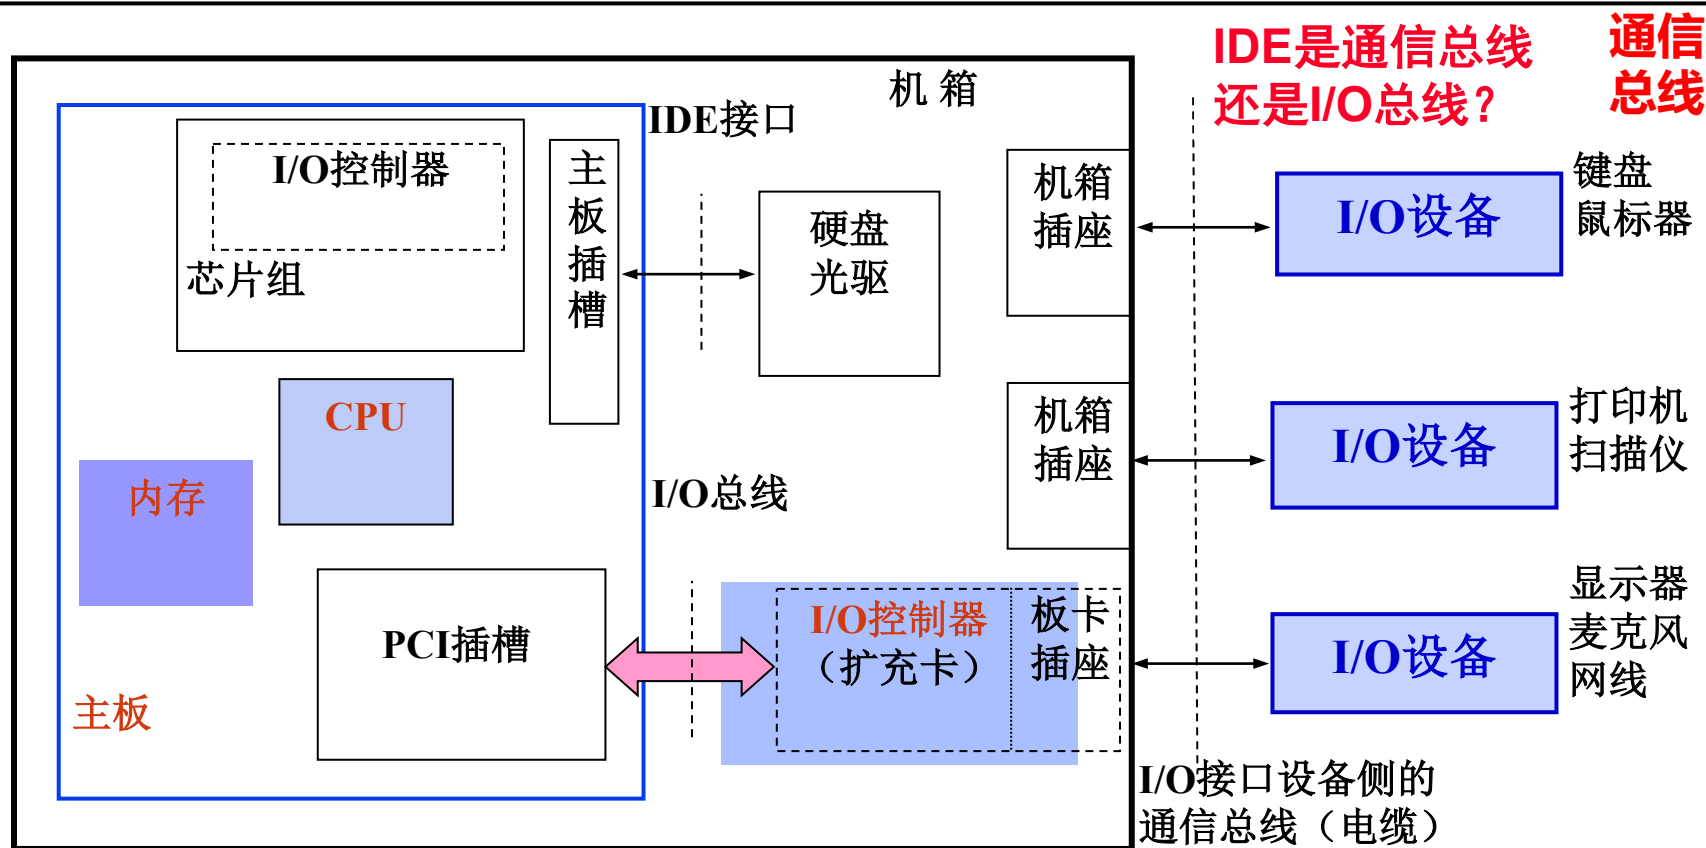 IDE是通信总线
还是I/O总线？
通信
总线
机 箱
IDE接口
I/O控制器
芯片组
主
板
插
槽
硬盘
光驱
机箱
插座
I/O设备
键盘
鼠标器
CPU
内存
I/O总线
机箱
插座
I/O设备
打印机
扫描仪
PCI插槽
主板
I/O控制器
（扩充卡）
板卡
插座
I/O设备
显示器
麦克风
网线
I/O接口设备侧的
通信总线（电缆）